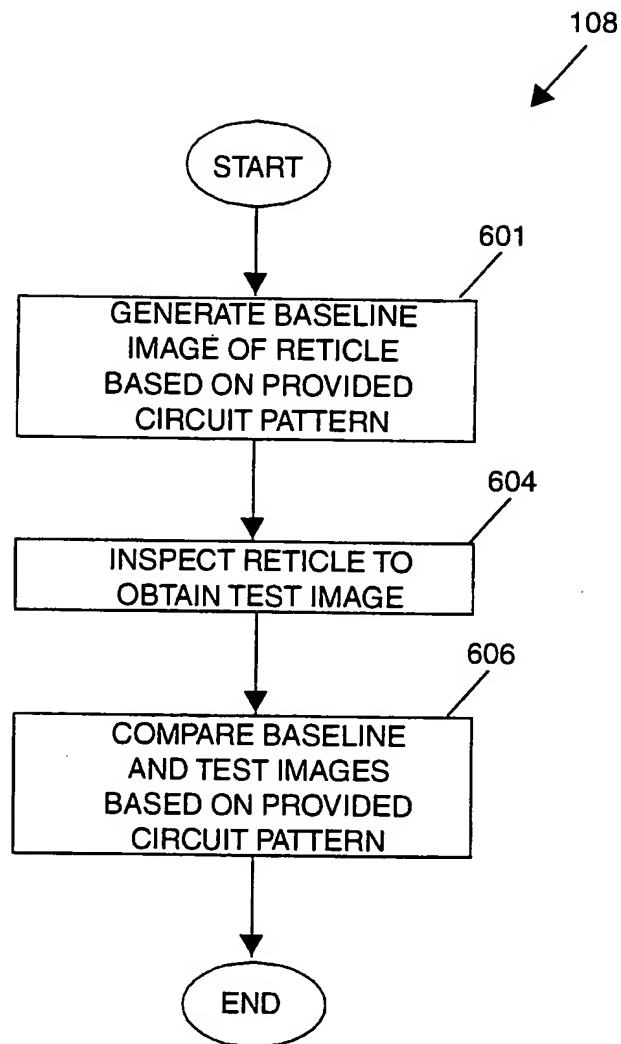 108
START
601
GENERATE BASELINE
IMAGE OF RETICLE
BASED ON PROVIDED
CIRCUIT PATTERN
604
INSPECT RETICLE TO
OBTAIN TEST IMAGE
606
COMPARE BASELINE
AND TEST IMAGES
BASED ON PROVIDED
CIRCUIT PATTERN
END